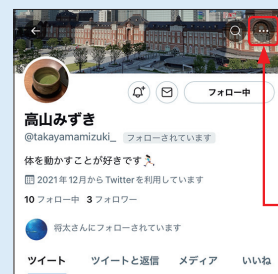 高山みずき
フォロー中
@takayamamizuki_ フォローされています
体を動かすことが好きです
2021年12月からTwitterを利用しています
10 フォロー中 3 フォロワー
将太さんにフォローされています
ツイート ツイートと返信 メディア いいね